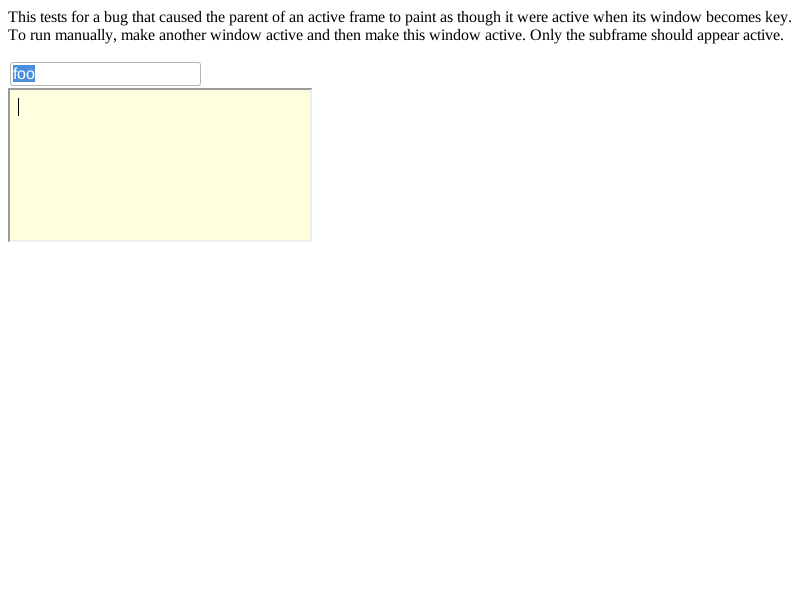 This tests for a bug that caused the parent of an active frame to paint as though it were active when its window becomes key.
To run manually, make another window active and then make this window active. Only the subframe should appear active.
foo